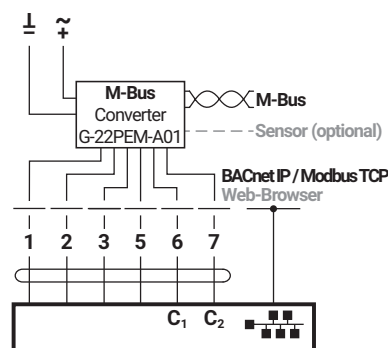 ⊥ ~
– +
M-Bus
Converter
G-22PEM-A01
M-Bus
Sensor (optional)
BACnet IP / Modbus TCP
Web-Browser
1 2 3 5 6 7
C₁ C₂